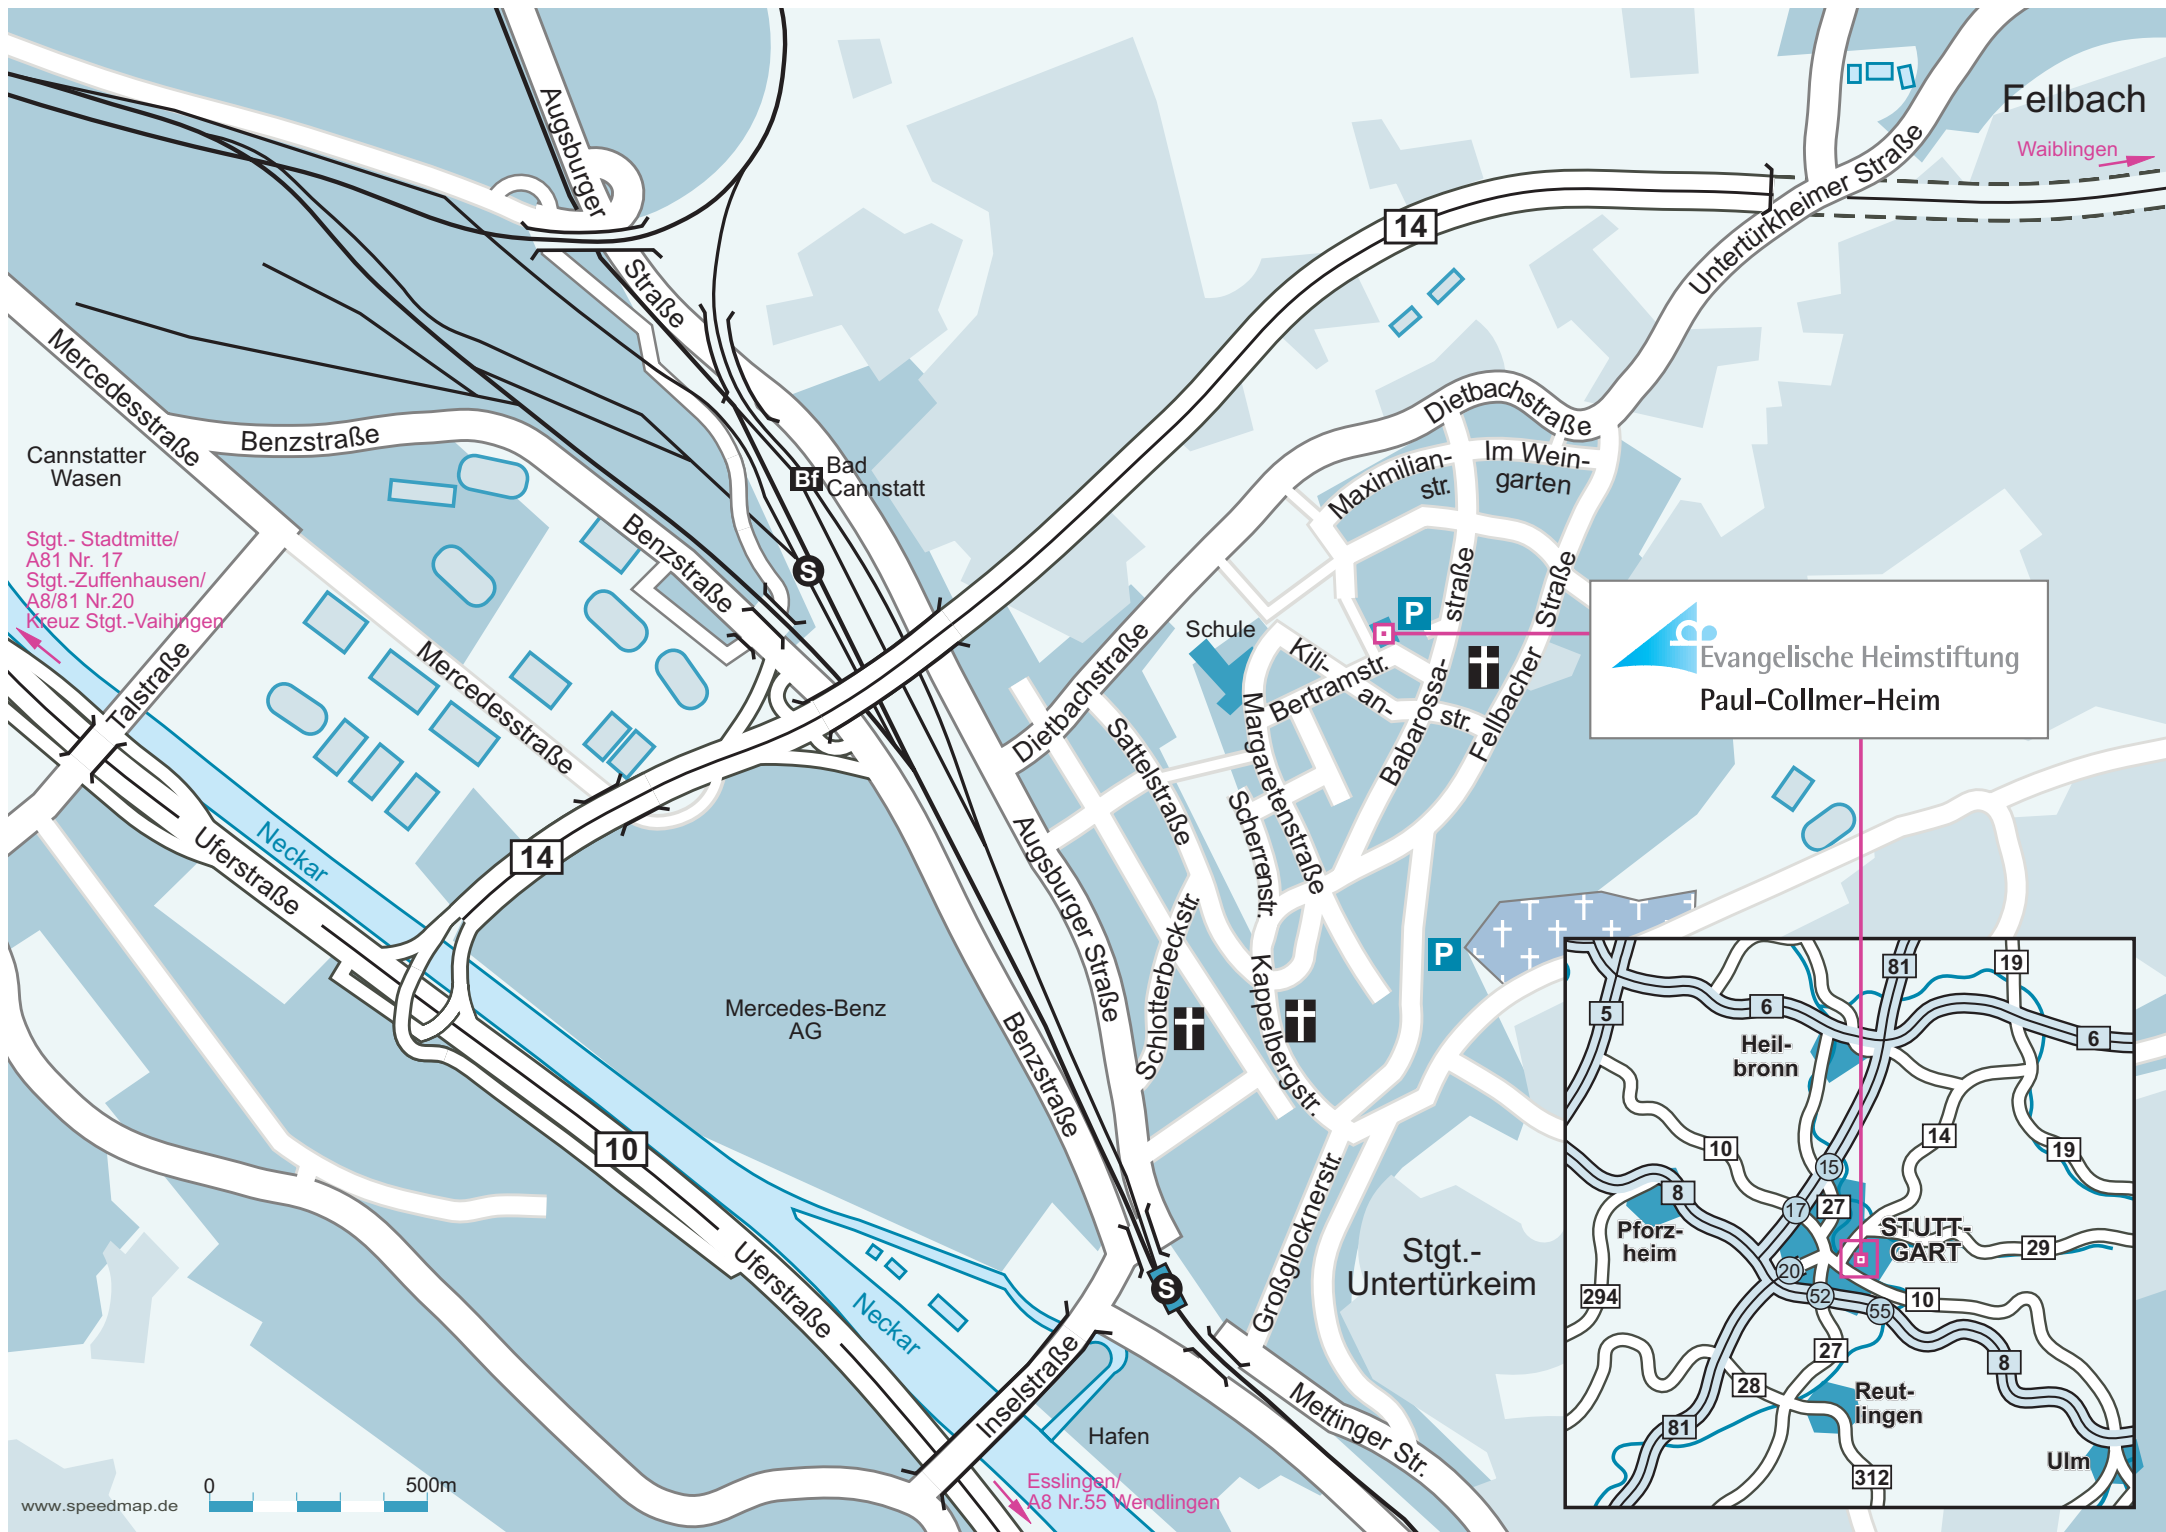 Augsburger
Straße
Fellbach
Waiblingen
14
Untertürkheimer Straße
Mercedesstraße
Benzstraße
Cannstatter
Wasen
Bf
Bad
Cannstatt
Dietbachstraße
Im Wein-
garten
Maximilian-
str.
Stgt.- Stadtmitte/
A81 Nr. 17
Stgt.-Zuffenhausen/
A8/81 Nr.20
Kreuz Stgt.-Vaihingen
Benzstraße
S
Talstraße
Mercedesstraße
Schule
P
Kili-
an-
str.
Bertramstr.
Babarossa-
straße
Fellbacher Straße
Evangelische Heimstiftung
Paul-Collmer-Heim
Dietbachstraße
Sattelstraße
Margaretenstraße
Scherrenstr.
14
Neckar
Uferstraße
Augsburger Straße
Schlotterbeckstr.
Kappelbergstr.
P
Mercedes-Benz
AG
Benzstraße
10
Uferstraße
Neckar
Großglocknerstr.
Stgt.-
Untertürkeim
S
Inselstraße
Mettinger Str.
Hafen
Esslingen/
A8 Nr.55 Wendlingen
0
500m
www.speedmap.de
81
19
5
6
6
Heil-
bronn
10
14
19
15
8
17
27
Pforz-
heim
STUTT-
GART
29
20
294
52
55
10
27
8
28
Reut-
lingen
81
312
Ulm